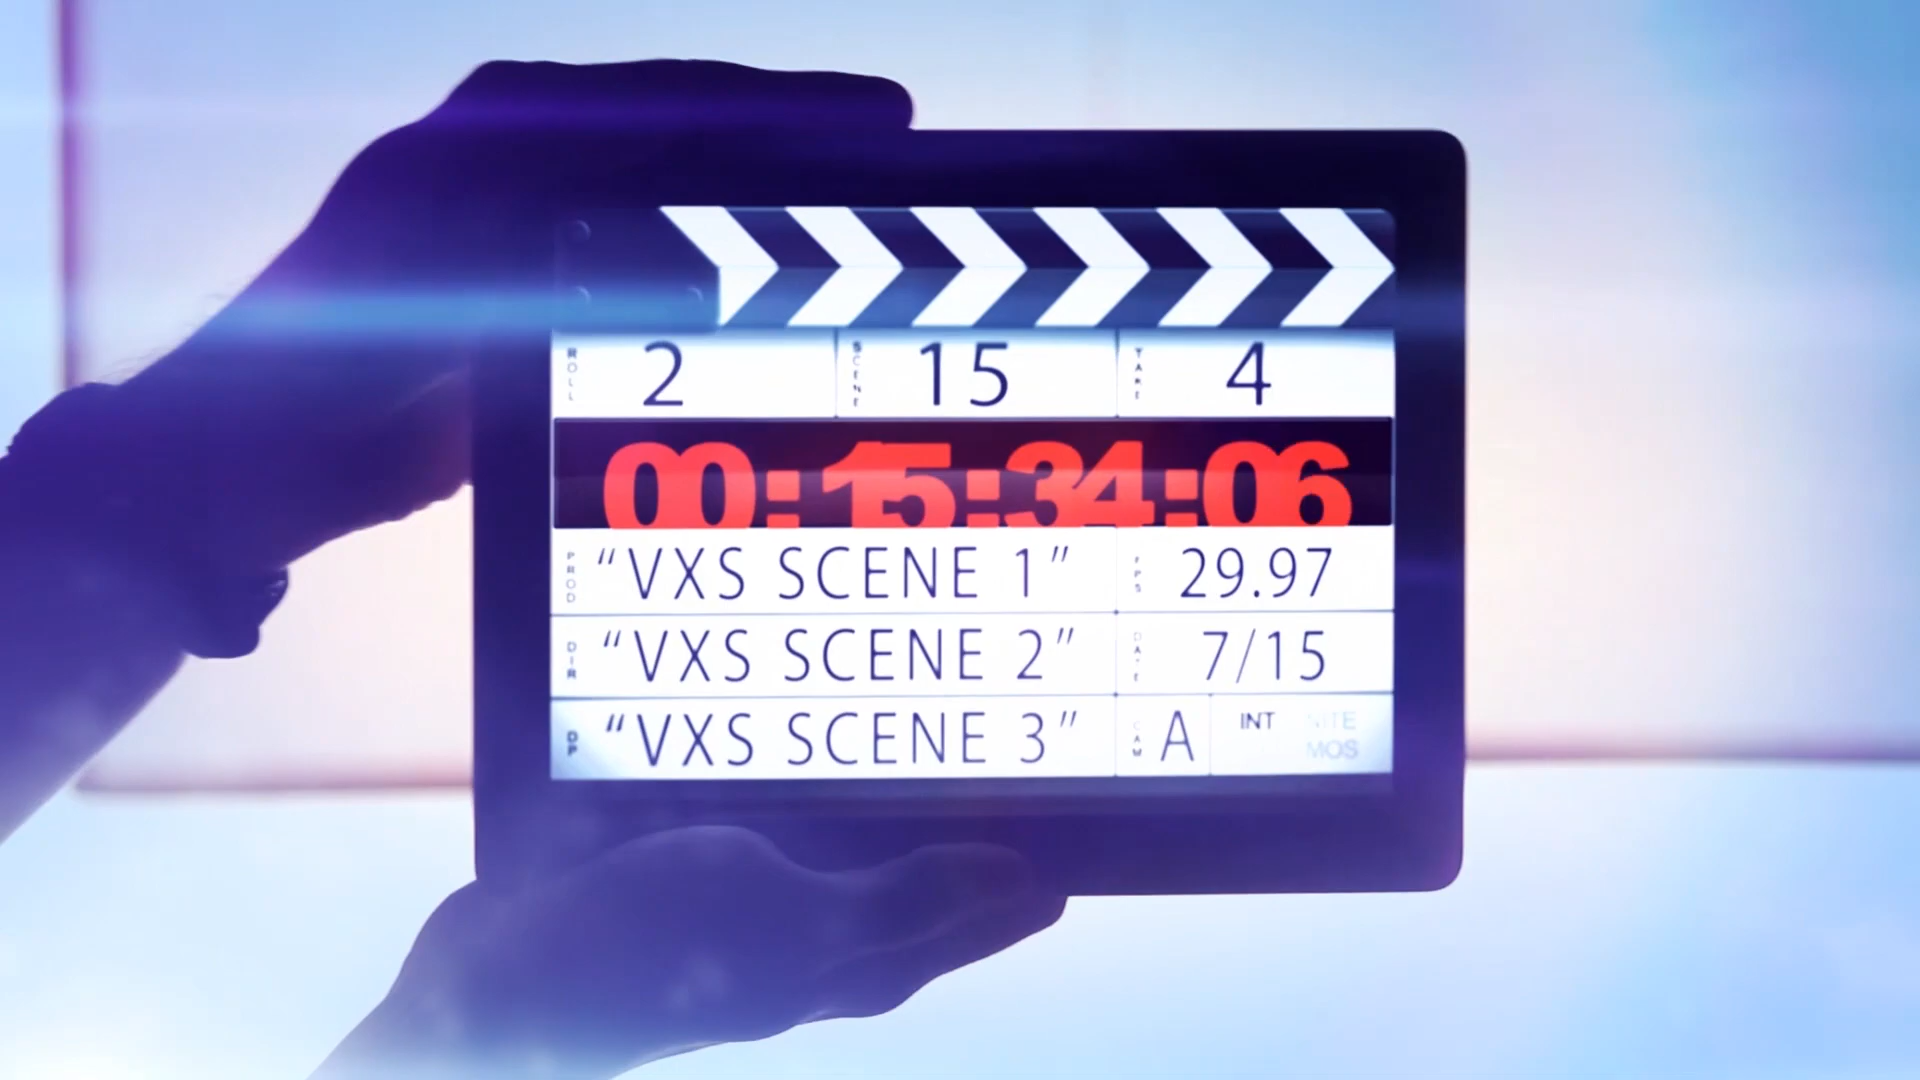 ROLL 2 SCENE 15 TAKE 4
00:15:34:06
PROD "VXS SCENE 1" FPS 29.97
DIR "VXS SCENE 2" DATE 7/15
DP "VXS SCENE 3" CAM A INT NITE
MOS